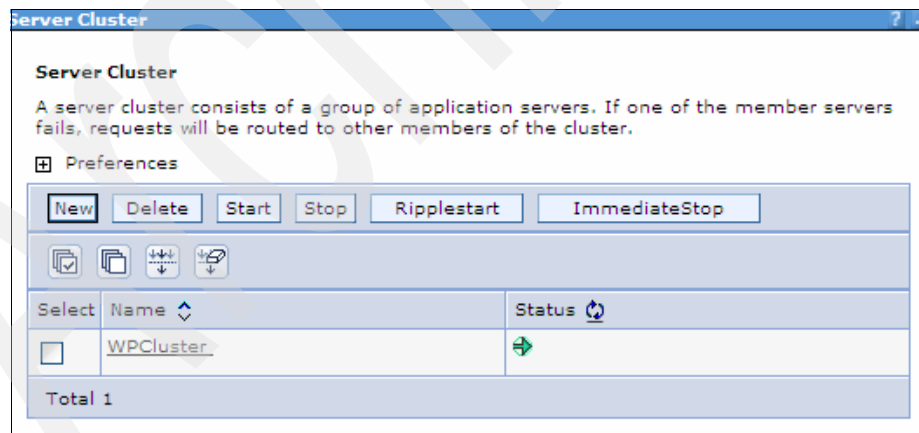 Server Cluster
?
Server Cluster
A server cluster consists of a group of application servers. If one of the member servers
fails, requests will be routed to other members of the cluster.
Preferences
New Delete Start Stop Ripplestart ImmediateStop
Select Name Status
WPCluster
Total 1